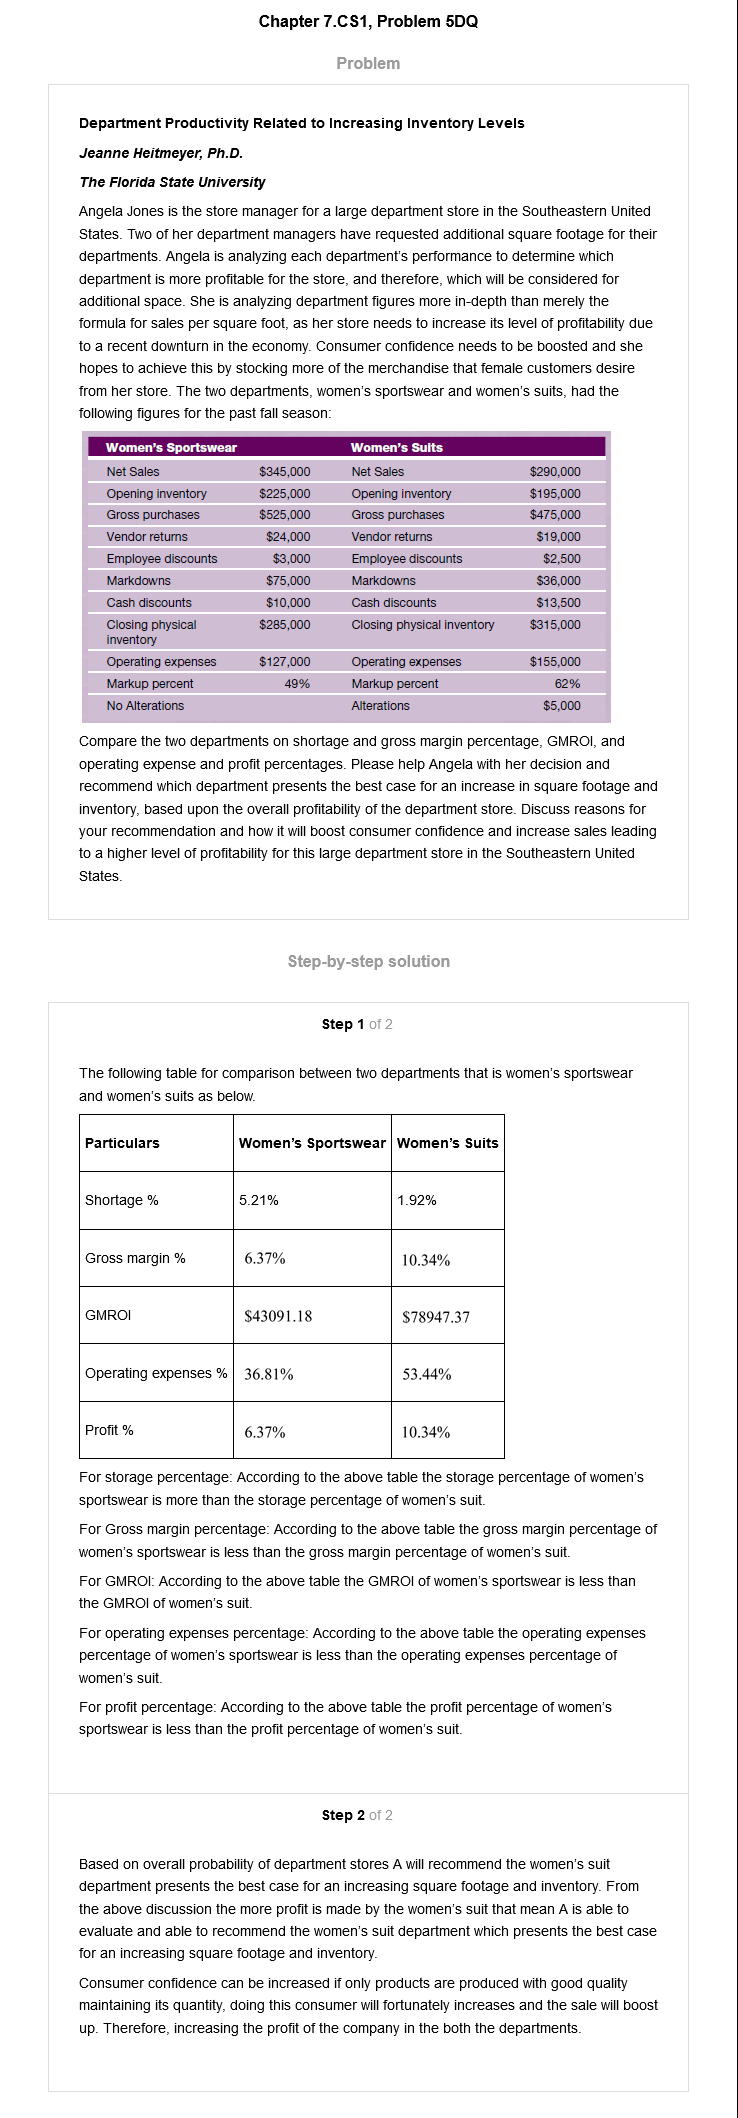 Chapter 7.CS1, Problem 5DQ
Problem
Department Productivity Related to Increasing Inventory Levels
Jeanne Heitmeyer, Ph.D.
The Florida State University
Angela Jones is the store manager for a large department store in the Southeastern United
States. Two of her department managers have requested additional square footage for their
departments. Angela is analyzing each department's performance to determine which
department is more profitable for the store, and therefore, which will be considered for
additional space. She is analyzing department figures more in-depth than merely the
formula for sales per square foot, as her store needs to increase its level of profitability due
to a recent downturn in the economy. Consumer confidence needs to be boosted and she
hopes to achieve this by stocking more of the merchandise that female customers desire
from her store. The two departments, women's sportswear and women's suits, had the
following figures for the past fall season:
Women's Sportswear Women's Suits
Net Sales $345,000 Net Sales $290,000
Opening inventory $225,000 Opening inventory $195,000
Gross purchases $525,000 Gross purchases $475,000
Vendor returns $24,000 Vendor returns $19,000
Employee discounts $3,000 Employee discounts $2,500
Markdowns $75,000 Markdowns $36,000
Cash discounts $10,000 Cash discounts $13,500
Closing physical $285,000 Closing physical inventory $315,000
inventory
Operating expenses $127,000 Operating expenses $155,000
Markup percent 49% Markup percent 62%
No Alterations Alterations $5,000
Compare the two departments on shortage and gross margin percentage, GMROI, and
operating expense and profit percentages. Please help Angela with her decision and
recommend which department presents the best case for an increase in square footage and
inventory, based upon the overall profitability of the department store. Discuss reasons for
your recommendation and how it will boost consumer confidence and increase sales leading
to a higher level of profitability for this large department store in the Southeastern United
States.
Step-by-step solution
Step 1 of 2
The following table for comparison between two departments that is women's sportswear
and women's suits as below.
Particulars Women's Sportswear Women's Suits
Shortage % 5.21% 1.92%
Gross margin % 6.37% 10.34%
GMROI $43091.18 $78947.37
Operating expenses % 36.81% 53.44%
Profit % 6.37% 10.34%
For storage percentage: According to the above table the storage percentage of women's
sportswear is more than the storage percentage of women's suit.
For Gross margin percentage: According to the above table the gross margin percentage of
women's sportswear is less than the gross margin percentage of women's suit.
For GMROI: According to the above table the GMROI of women's sportswear is less than
the GMROI of women's suit.
For operating expenses percentage: According to the above table the operating expenses
percentage of women's sportswear is less than the operating expenses percentage of
women's suit.
For profit percentage: According to the above table the profit percentage of women's
sportswear is less than the profit percentage of women's suit.
Step 2 of 2
Based on overall probability of department stores A will recommend the women's suit
department presents the best case for an increasing square footage and inventory. From
the above discussion the more profit is made by the women's suit that mean A is able to
evaluate and able to recommend the women's suit department which presents the best case
for an increasing square footage and inventory.
Consumer confidence can be increased if only products are produced with good quality
maintaining its quantity, doing this consumer will fortunately increases and the sale will boost
up. Therefore, increasing the profit of the company in the both the departments.